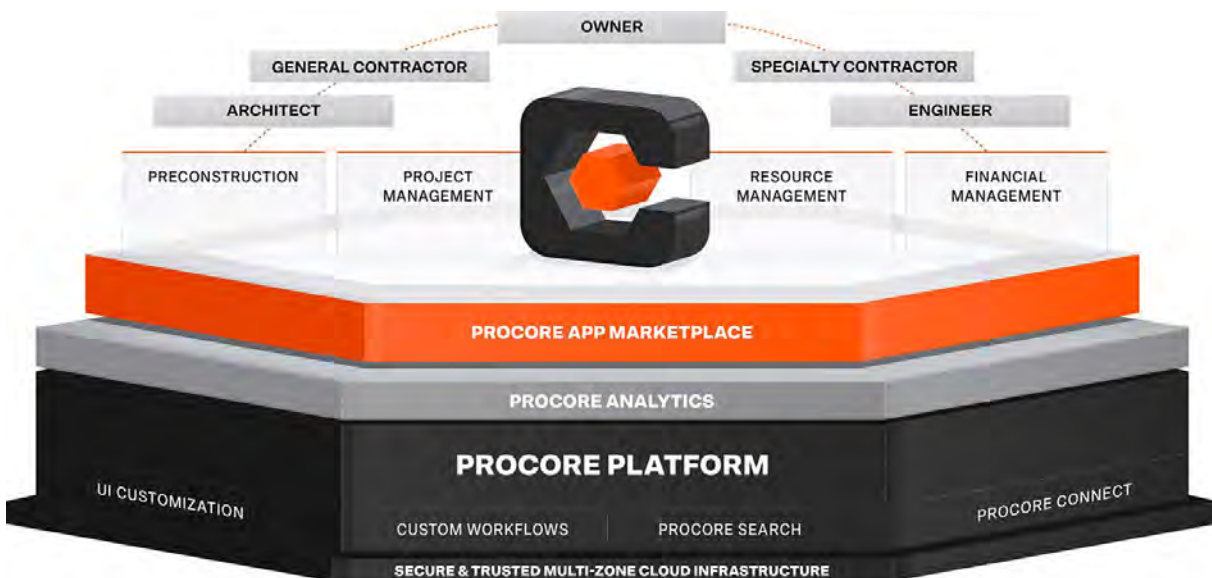 OWNER
GENERAL CONTRACTOR
SPECIALTY CONTRACTOR
ARCHITECT
ENGINEER
PRECONSTRUCTION
PROJECT
MANAGEMENT
RESOURCE
MANAGEMENT
FINANCIAL
MANAGEMENT
PROCORE APP MARKETPLACE
PROCORE ANALYTICS
PROCORE PLATFORM
UI CUSTOMIZATION
CUSTOM WORKFLOWS
PROCORE SEARCH
PROCORE CONNECT
SECURE & TRUSTED MULTI-ZONE CLOUD INFRASTRUCTURE